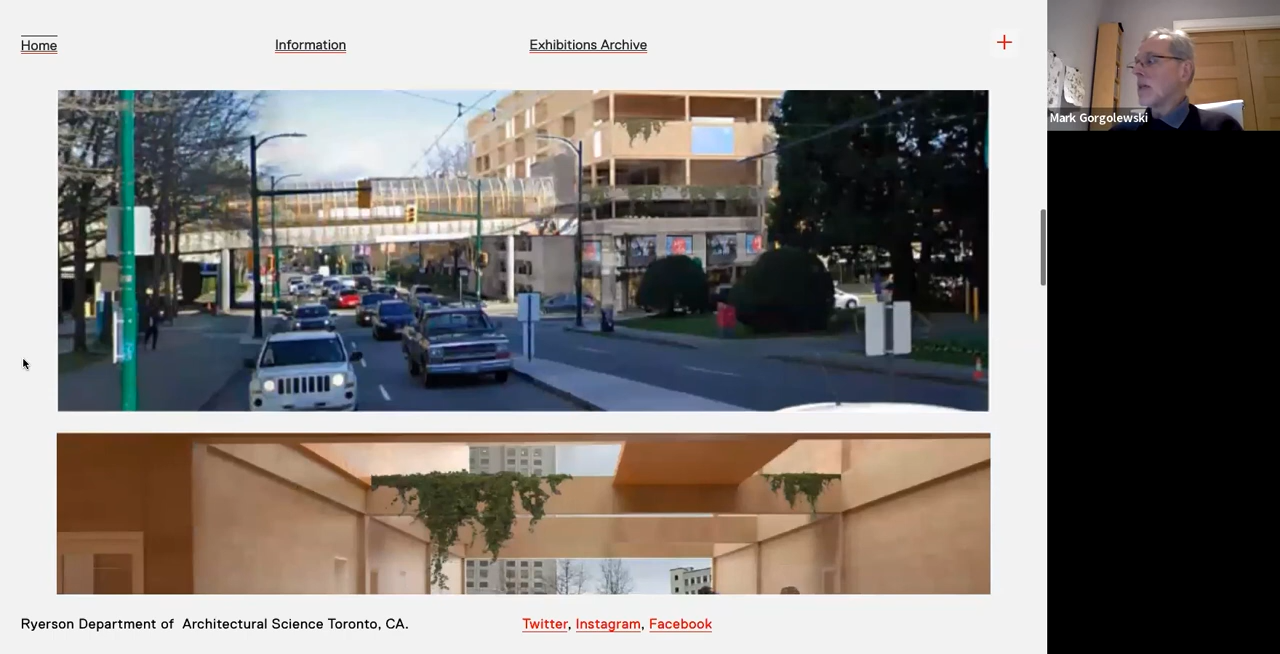 Home
Information
Exhibitions Archive
Mark Gorgolewski
Ryerson Department of Architectural Science Toronto, CA.
Twitter, Instagram, Facebook